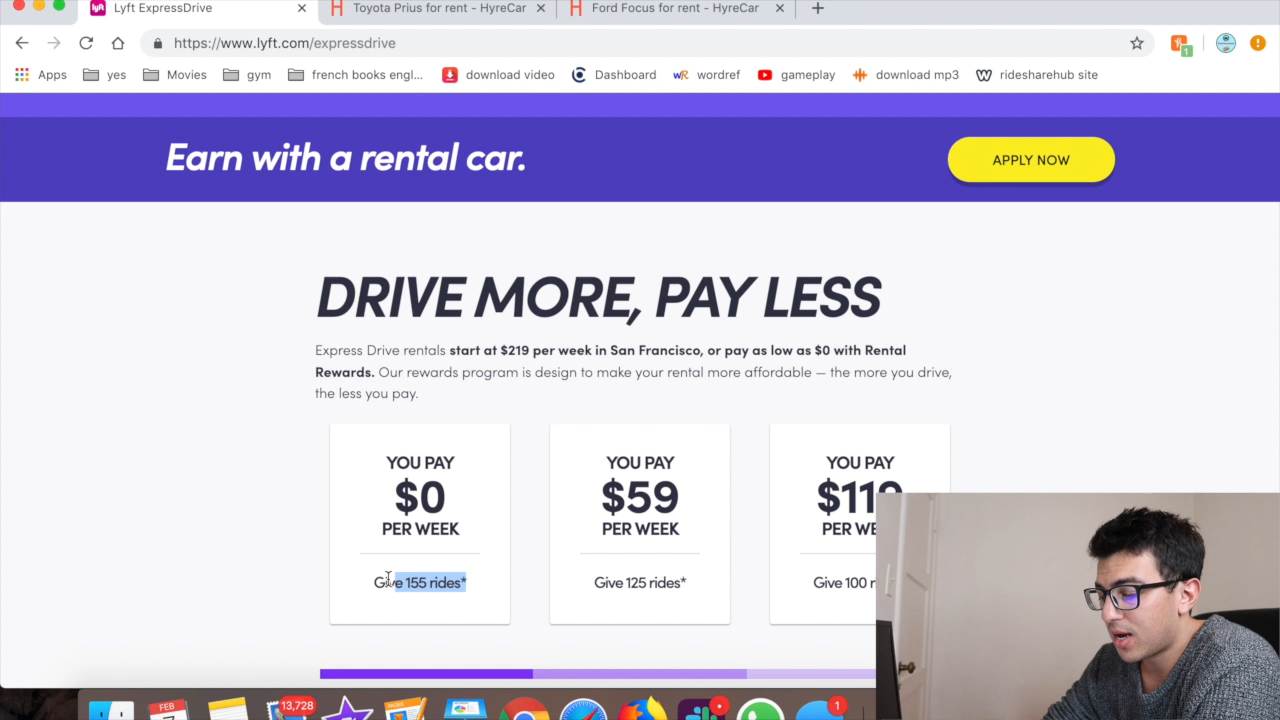 Lyft ExpressDrive
Toyota Prius for rent - HyreCar
Ford Focus for rent - HyreCar
https://www.lyft.com/expressdrive
1
Apps
yes
Movies
gym
french books engl...
download video
Dashboard
wR wordref
gameplay
download mp3
ridesharehub site
Earn with a rental car.
APPLY NOW
DRIVE MORE, PAY LESS
Express Drive rentals start at $219 per week in San Francisco, or pay as low as $0 with Rental
Rewards. Our rewards program is design to make your rental more affordable — the more you drive,
the less you pay.
YOU PAY
$0
PER WEEK
Give 155 rides*
YOU PAY
$59
PER WEEK
Give 125 rides*
YOU PAY
PER
Give 100
FEB
13,728
1